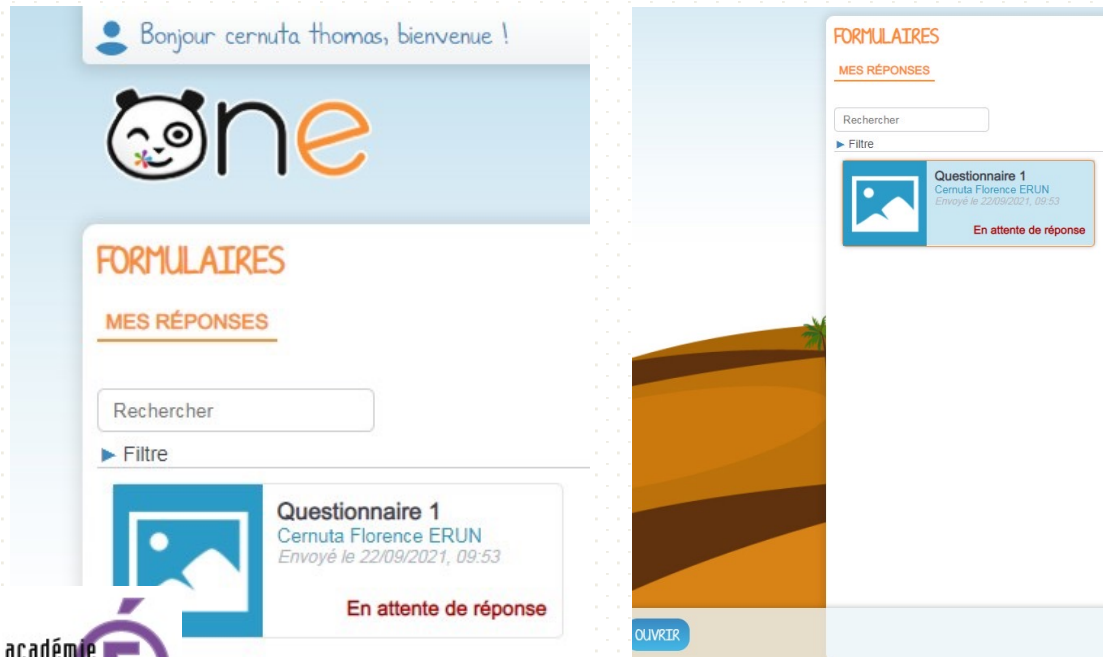 Bonjour cernuta thomas, bienvenue !
one
FORMULAIRES
MES RÉPONSES
Rechercher
► Filtre
Questionnaire 1
Cernuta Florence ERUN
Envoyé le 22/09/2021, 09:53
En attente de réponse
académie
FORMULAIRES
MES RÉPONSES
Rechercher
► Filtre
Questionnaire 1
Cernuta Florence ERUN
Envoyé le 22/09/2021, 09:53
En attente de réponse
OUVRIR